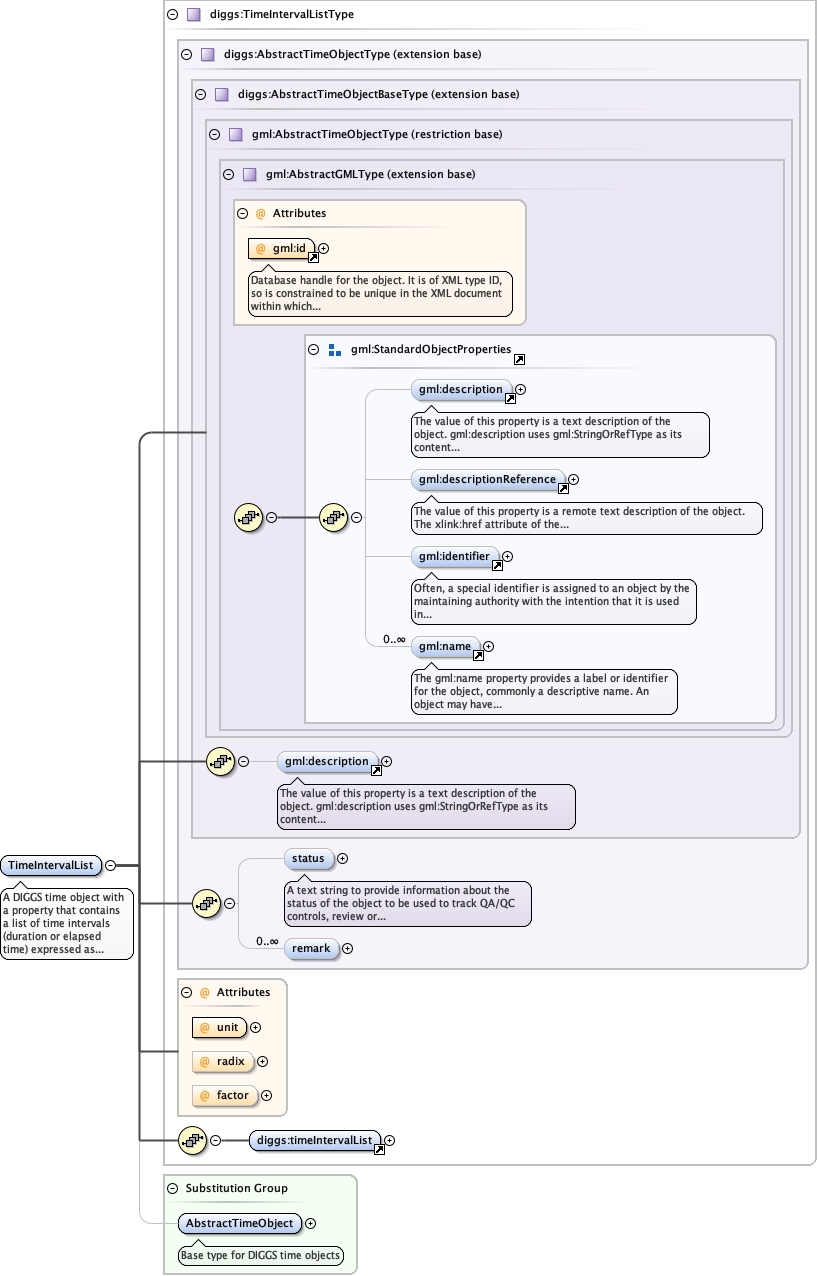 diggs:TimeIntervalListType
diggs:AbstractTimeObjectType (extension base)
diggs:AbstractTimeObjectBaseType (extension base)
gml:AbstractTimeObjectType (restriction base)
gml:AbstractGMLType (extension base)
@ Attributes
@ gml:id
Database handle for the object. It is of XML type ID,
so is constrained to be unique in the XML document
within which...
gml:StandardObjectProperties
gml:description
The value of this property is a text description of the
object. gml:description uses gml:StringOrRefType as its
content...
gml:descriptionReference
The value of this property is a remote text description of the object.
The xlink:href attribute of the...
gml:identifier
Often, a special identifier is assigned to an object by the
maintaining authority with the intention that it is used
in...
0..∞
gml:name
The gml:name property provides a label or identifier
for the object, commonly a descriptive name. An
object may have...
gml:description
The value of this property is a text description of the
object. gml:description uses gml:StringOrRefType as its
content...
TimeIntervalList
A DIGGS time object with
a property that contains
a list of time intervals
(duration or elapsed
time) expressed as...
status
A text string to provide information about the
status of the object to be used to track QA/QC
controls, review or...
0..∞
remark
@ Attributes
@ unit
@ radix
@ factor
diggs:timeIntervalList
Substitution Group
AbstractTimeObject
Base type for DIGGS time objects